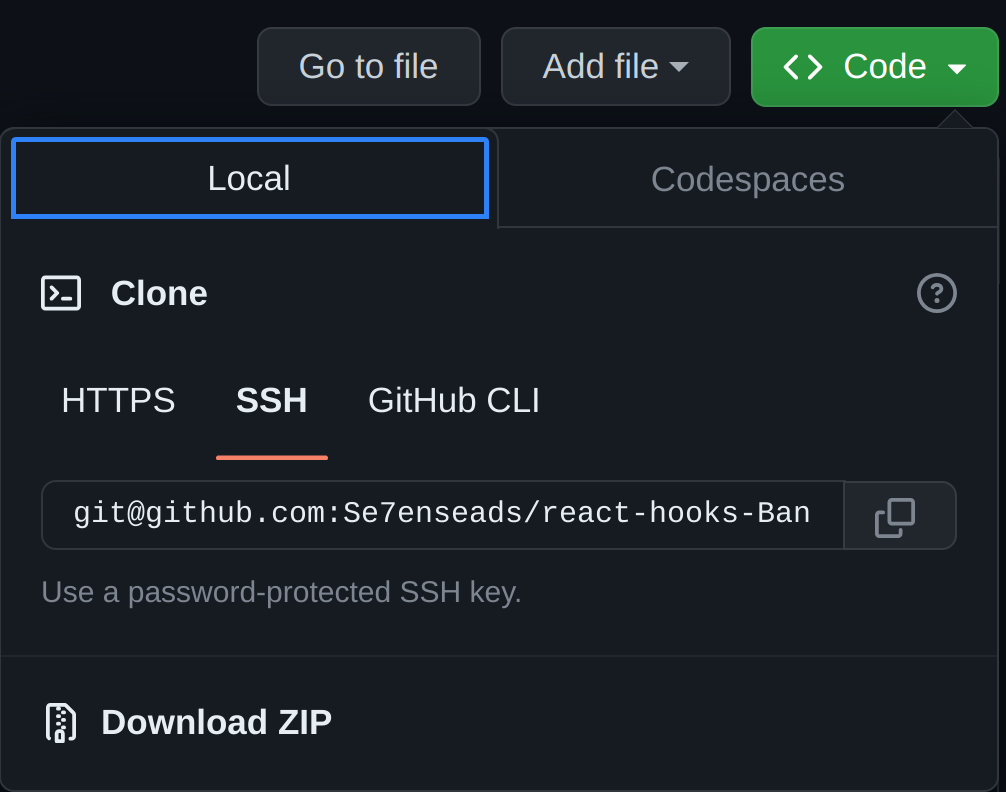 Go to file Add file Code
Local Codespaces
Clone
HTTPS SSH GitHub CLI
git@github.com:Se7enseads/react-hooks-Ban
Use a password-protected SSH key.
Download ZIP